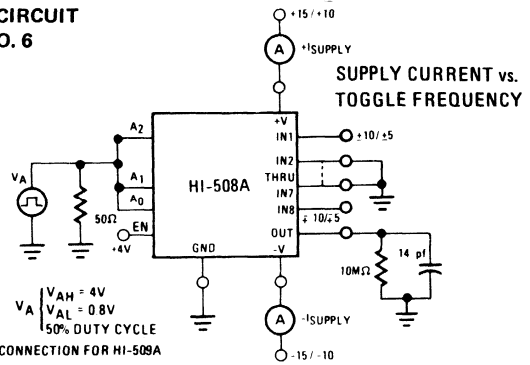 CIRCUIT
O. 6
+15/+10
A
+ISUPPLY
SUPPLY CURRENT vs.
TOGGLE FREQUENCY
+V
A2
IN1
±10/±5
IN2
THRU
IN7
A1
A0
HI-508A
VA
50Ω
IN8
∓10/∓5
EN
+4V
OUT
GND
-V
10MΩ
14 pf
A
-ISUPPLY
-15/-10
VA
VAH = 4V
VAL = 0.8V
50% DUTY CYCLE
CONNECTION FOR HI-509A